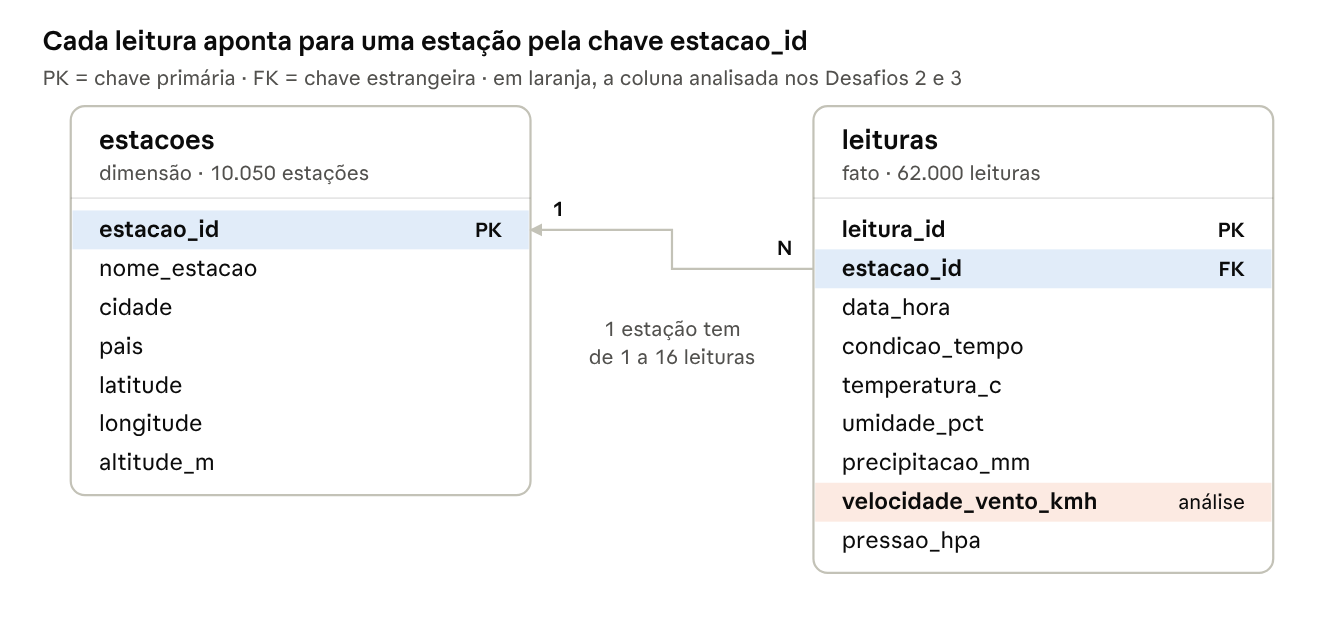 Cada leitura aponta para uma estação pela chave estacao_id
PK = chave primária · FK = chave estrangeira · em laranja, a coluna analisada nos Desafios 2 e 3
estacoes
dimensão · 10.050 estações
estacao_id PK
nome_estacao
cidade
pais
latitude
longitude
altitude_m
1
N
1 estação tem
de 1 a 16 leituras
leituras
fato · 62.000 leituras
leitura_id PK
estacao_id FK
data_hora
condicao_tempo
temperatura_c
umidade_pct
precipitacao_mm
velocidade_vento_kmh análise
pressao_hpa